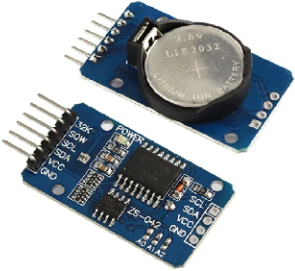 3.6v
LIR2032
LITHIUM ION BATTERY
32K
SQW
SCL
SDA
VCC
GND
POWER
ZS-042
A0 A1 A2
SCL
SDA
VCC
GND